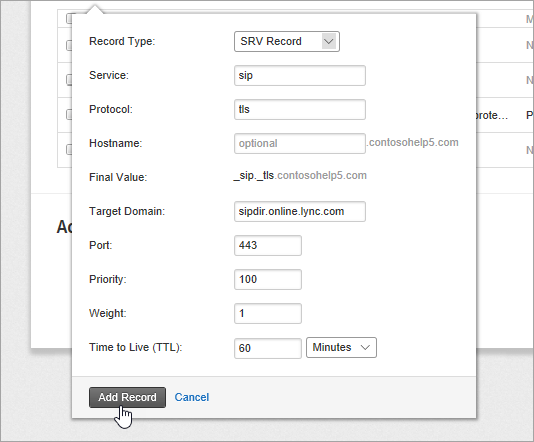 Record Type: SRV Record
Service: sip
Protocol: tls
Hostname: optional .contosohelp5.com
Final Value: _sip._tls.contosohelp5.com
Target Domain: sipdir.online.lync.com
Port: 443
Priority: 100
Weight: 1
Time to Live (TTL): 60 Minutes
Add Record Cancel
prote...